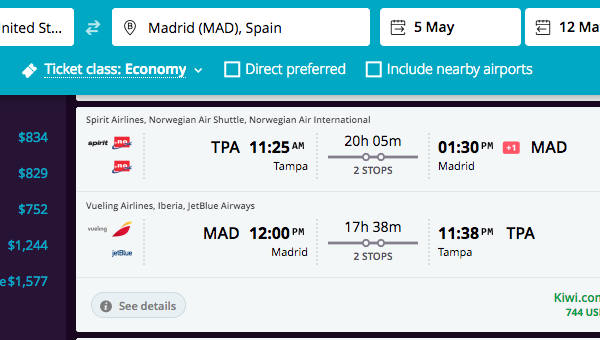 nited St...
Madrid (MAD), Spain
5 May
12 Ma
Ticket class: Economy
Direct preferred
Include nearby airports
$834
$829
$752
$1,244
e $1,577
Spirit Airlines, Norwegian Air Shuttle, Norwegian Air International
spirit
TPA 11:25 AM
Tampa
20h 05m
2 STOPS
01:30 PM +1 MAD
Madrid
Vueling Airlines, Iberia, JetBlue Airways
vueling
jetBlue
MAD 12:00 PM
Madrid
17h 38m
2 STOPS
11:38 PM TPA
Tampa
See details
Kiwi.con
744 US